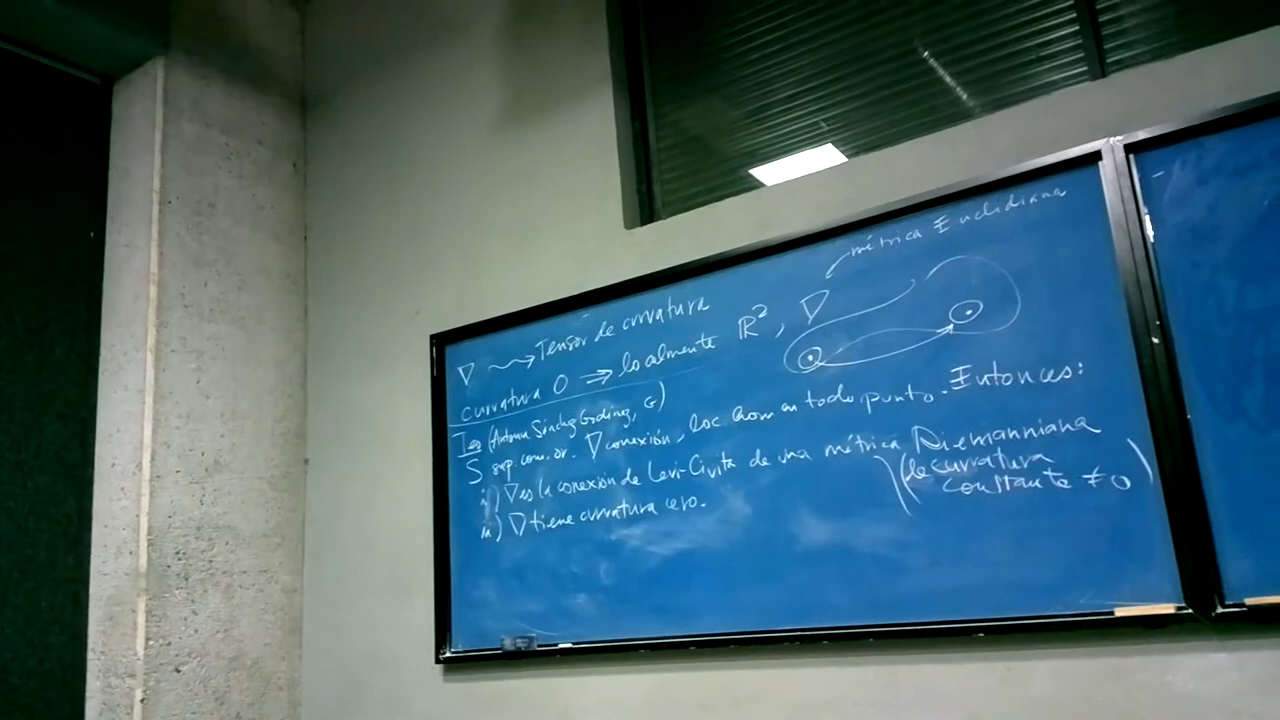 ∇ ⇝ Tensor de curvatura
curvatura 0 ⇒ localmente ℝ², ∇
métrica Euclidiana
Teo (Antonia Sánchez Godinez, G)
S sup. con. or. ∇ conexión, loc hom en todo punto. Entonces:
i) ∇ es la conexión de Levi-Civita de una métrica Riemanniana
(de curvatura
constante ≠ 0)
ii) ∇ tiene curvatura cero.